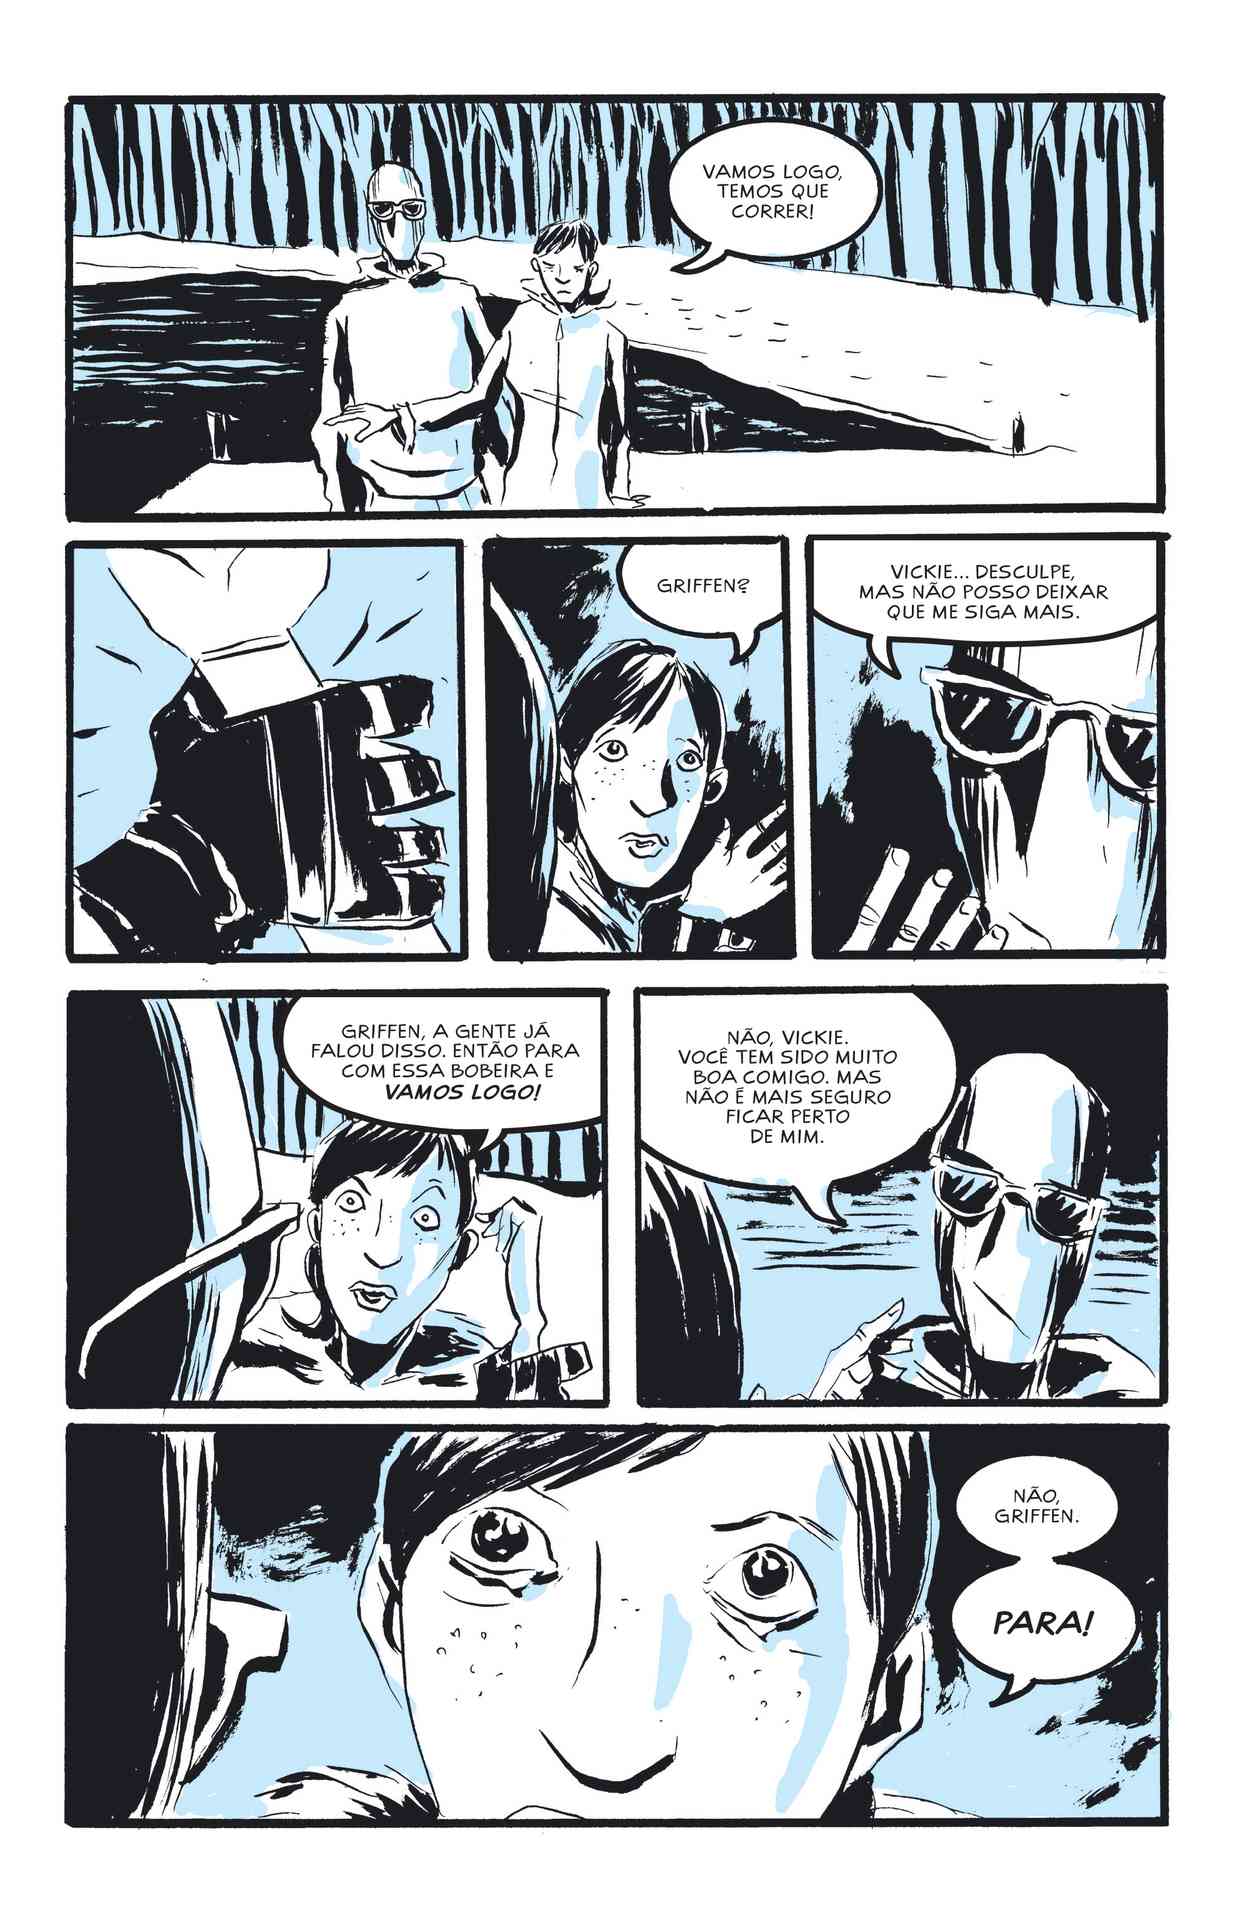 VAMOS LOGO,
TEMOS QUE
CORRER!
GRIFFEN?
VICKIE... DESCULPE,
MAS NÃO POSSO DEIXAR
QUE ME SIGA MAIS.
GRIFFEN, A GENTE JÁ
FALOU DISSO. ENTÃO PARA
COM ESSA BOBEIRA E
VAMOS LOGO!
NÃO, VICKIE.
VOCÊ TEM SIDO MUITO
BOA COMIGO. MAS
NÃO É MAIS SEGURO
FICAR PERTO
DE MIM.
NÃO,
GRIFFEN.
PARA!